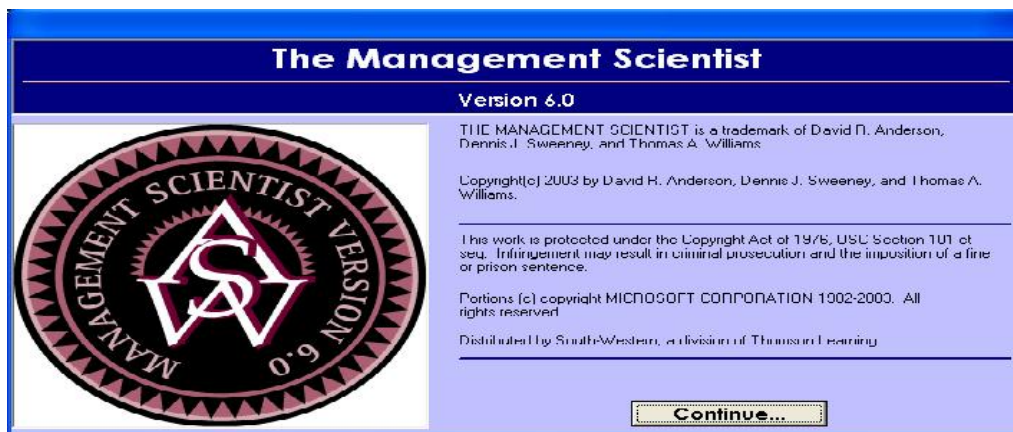 The Management Scientist
Version 6.0
THE MANAGEMENT SCIENTIST is a trademark of David R. Anderson,
Dennis J. Sweeney, and Thomas A. Williams
Copyright(c) 2003 by David R. Anderson, Dennis J. Sweeney, and Thomas A.
Williams.
This work is protected under the Copyright Act of 1976, USC Section 101 et
seq. Infringement may result in criminal prosecution and the imposition of a fine
or prison sentence.
Portions (c) copyright MICROSOFT CORPORATION 1982-2003. All
rights reserved
Distributed by South-Western, a division of Thomson Learning
MANAGEMENT SCIENTIST VERSION 6.0
ASW
Continue...